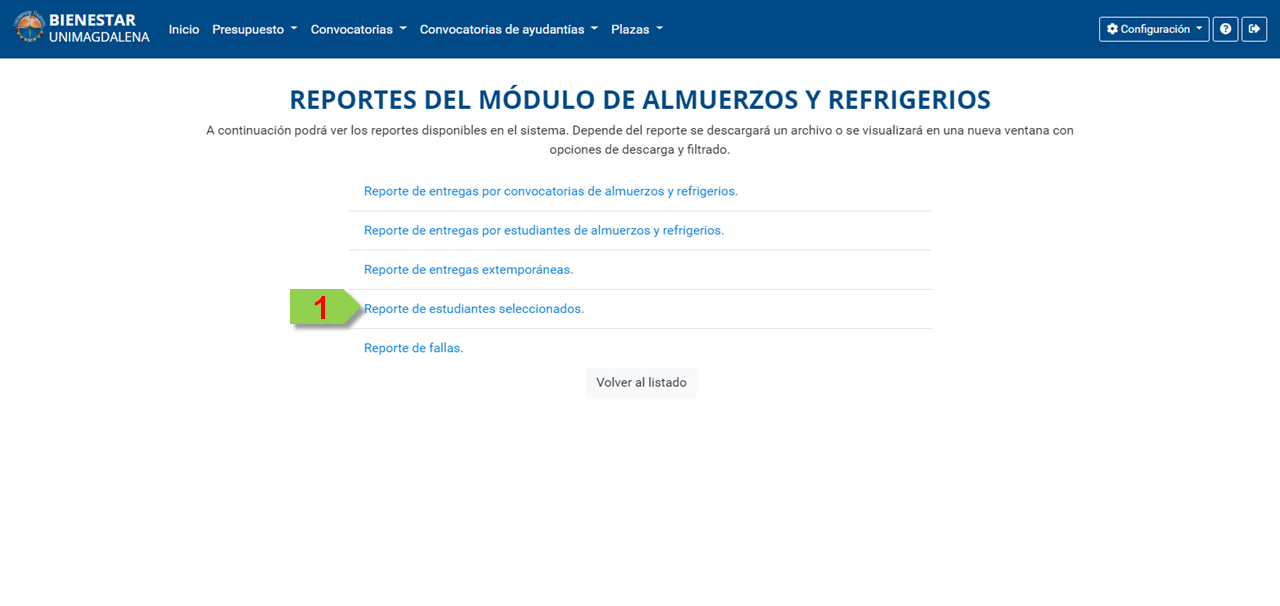 BIENESTAR
UNIMAGDALENA
Inicio Presupuesto Convocatorias Convocatorias de ayudantías Plazas Configuración
REPORTES DEL MÓDULO DE ALMUERZOS Y REFRIGERIOS
A continuación podrá ver los reportes disponibles en el sistema. Depende del reporte se descargará un archivo o se visualizará en una nueva ventana con
opciones de descarga y filtrado.
Reporte de entregas por convocatorias de almuerzos y refrigerios.
Reporte de entregas por estudiantes de almuerzos y refrigerios.
Reporte de entregas extemporáneas.
1 Reporte de estudiantes seleccionados.
Reporte de fallas.
Volver al listado